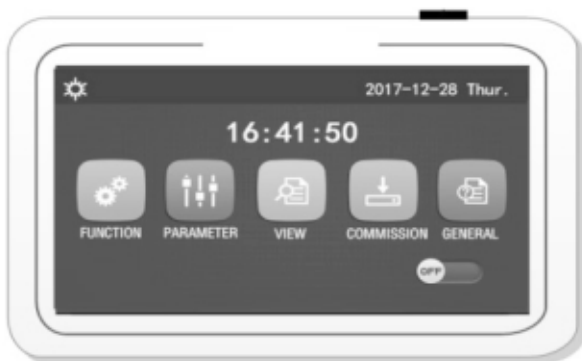 2017-12-28 Thur.
16:41:50
FUNCTION PARAMETER VIEW COMMISSION GENERAL
OFF